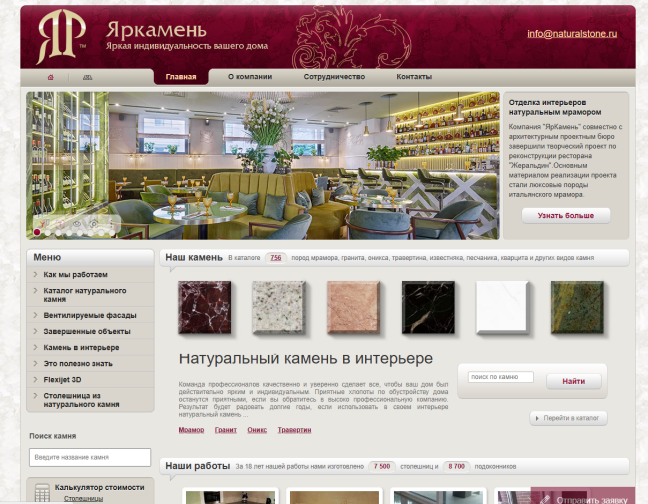 Яркамень
TM
Яркая индивидуальность вашего дома
info@naturalstone.ru
Главная О компании Сотрудничество Контакты
Отделка интерьеров
натуральным мрамором
Компания "ЯрКамень" совместно с
архитектурным проектным бюро
завершили творческий проект по
реконструкции ресторана
"Жеральдин".Основным
материалом реализации проекта
стали люксовые породы
итальянского мрамора
Узнать больше
Меню
Как мы работаем
Каталог натурального
камня
Вентилируемые фасады
Завершенные объекты
Камень в интерьере
Это полезно знать
Flexijet 3D
Столешница из
натурального камня
Поиск камня
Введите название камня
Калькулятор стоимости
Столешницы
Наш камень В каталоге 756 пород мрамора, гранита, оникса, травертина, известняка, песчаника, кварцита и других видов камня
Натуральный камень в интерьере
Команда профессионалов качественно и уверенно сделает все, чтобы ваш дом был
действительно ярким и индивидуальным. Приятные хлопоты по обустройству дома
останутся приятными, если вы обратитесь в высоко профессиональную компанию.
Результат будет радовать долгие годы, если использовать в своем интерьере
натуральный камень ...
Мрамор Гранит Оникс Травертин
поиск по камню
Найти
Перейти в каталог
Наши работы За 18 лет нашей работы нами изготовлено 7 500 столешниц и 8 700 подоконников
Отправить заявку